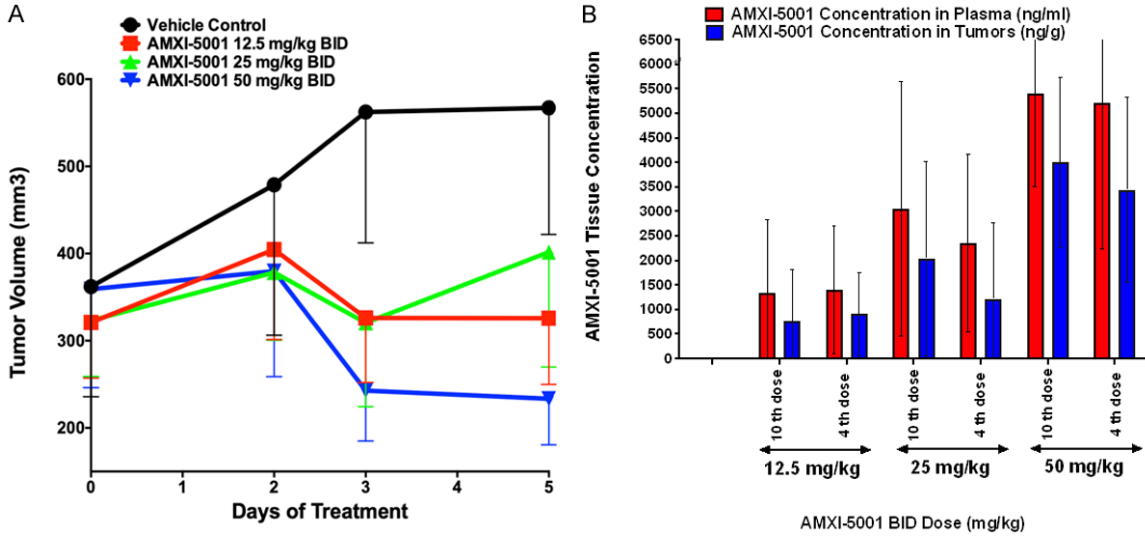 A
Vehicle Control
AMXI-5001 12.5 mg/kg BID
AMXI-5001 25 mg/kg BID
AMXI-5001 50 mg/kg BID
Tumor Volume (mm3)
600
500
400
300
200
0
1
2
3
4
5
Days of Treatment
B
AMXI-5001 Concentration in Plasma (ng/ml)
AMXI-5001 Concentration in Tumors (ng/g)
AMXI-5001 Tissue Concentration
6500
6000
5500
5000
4500
4000
3500
3000
2500
2000
1500
1000
500
0
10 th dose
4 th dose
10 th dose
4 th dose
10 th dose
4 th dose
12.5 mg/kg
25 mg/kg
50 mg/kg
AMXI-5001 BID Dose (mg/kg)